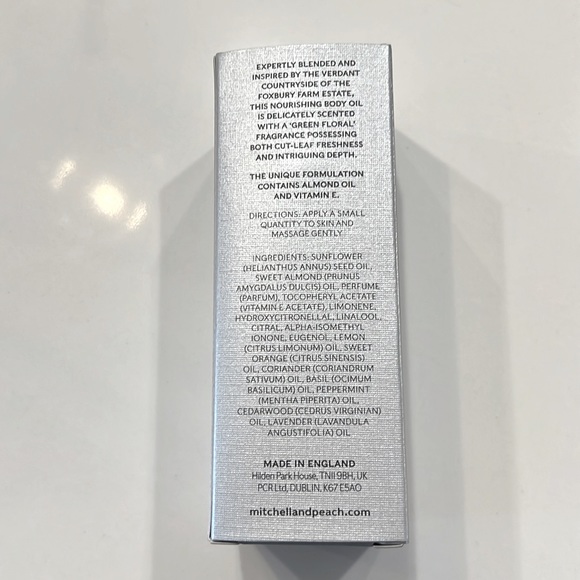 EXPERTLY BLENDED AND
INSPIRED BY THE VERDANT
COUNTRYSIDE OF THE
FOXBURY FARM ESTATE,
THIS NOURISHING BODY OIL
IS DELICATELY SCENTED
WITH A 'GREEN FLORAL'
FRAGRANCE POSSESSING
BOTH CUT-LEAF FRESHNESS
AND INTRIGUING DEPTH.
THE UNIQUE FORMULATION
CONTAINS ALMOND OIL
AND VITAMIN E.
DIRECTIONS: APPLY A SMALL
QUANTITY TO SKIN AND
MASSAGE GENTLY
INGREDIENTS: SUNFLOWER
(HELIANTHUS ANNUS) SEED OIL,
SWEET ALMOND (PRUNUS
AMYGDALUS DULCIS) OIL, PERFUME
(PARFUM), TOCOPHERYL ACETATE
(VITAMIN E ACETATE), LIMONENE,
HYDROXYCITRONELLAL, LINALOOL,
CITRAL, ALPHA-ISOMETHYL
IONONE, EUGENOL, LEMON
(CITRUS LIMONUM) OIL, SWEET
ORANGE (CITRUS SINENSIS)
OIL, CORIANDER (CORIANDRUM
SATIVUM) OIL, BASIL (OCIMUM
BASILICUM) OIL, PEPPERMINT
(MENTHA PIPERITA) OIL,
CEDARWOOD (CEDRUS VIRGINIAN)
OIL, LAVENDER (LAVANDULA
ANGUSTIFOLIA) OIL
MADE IN ENGLAND
Hilden Park House, TN11 9BH, UK
PCR Ltd, DUBLIN, K67 E5AO
mitchellandpeach.com